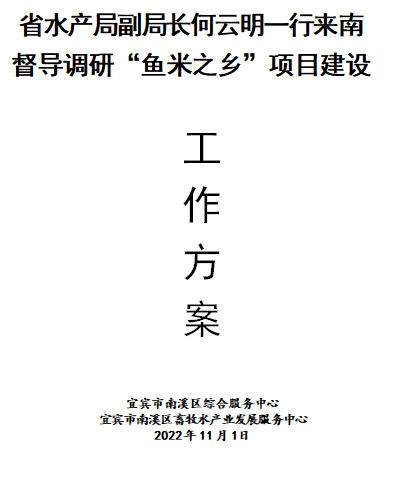 省水产局副局长何云明一行来南
督导调研“鱼米之乡”项目建设
工
作
方
案
宜宾市南溪区综合服务中心
宜宾市南溪区畜牧水产业发展服务中心
2022年11月1日